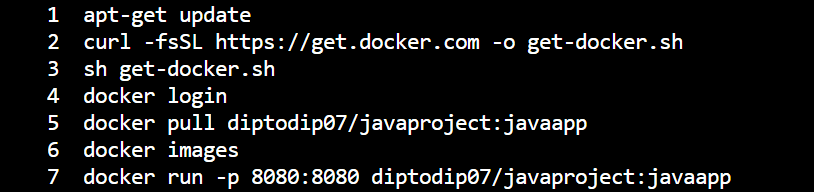 1 apt-get update
2 curl -fsSL https://get.docker.com -o get-docker.sh
3 sh get-docker.sh
4 docker login
5 docker pull diptodip07/javaproject:javaapp
6 docker images
7 docker run -p 8080:8080 diptodip07/javaproject:javaapp